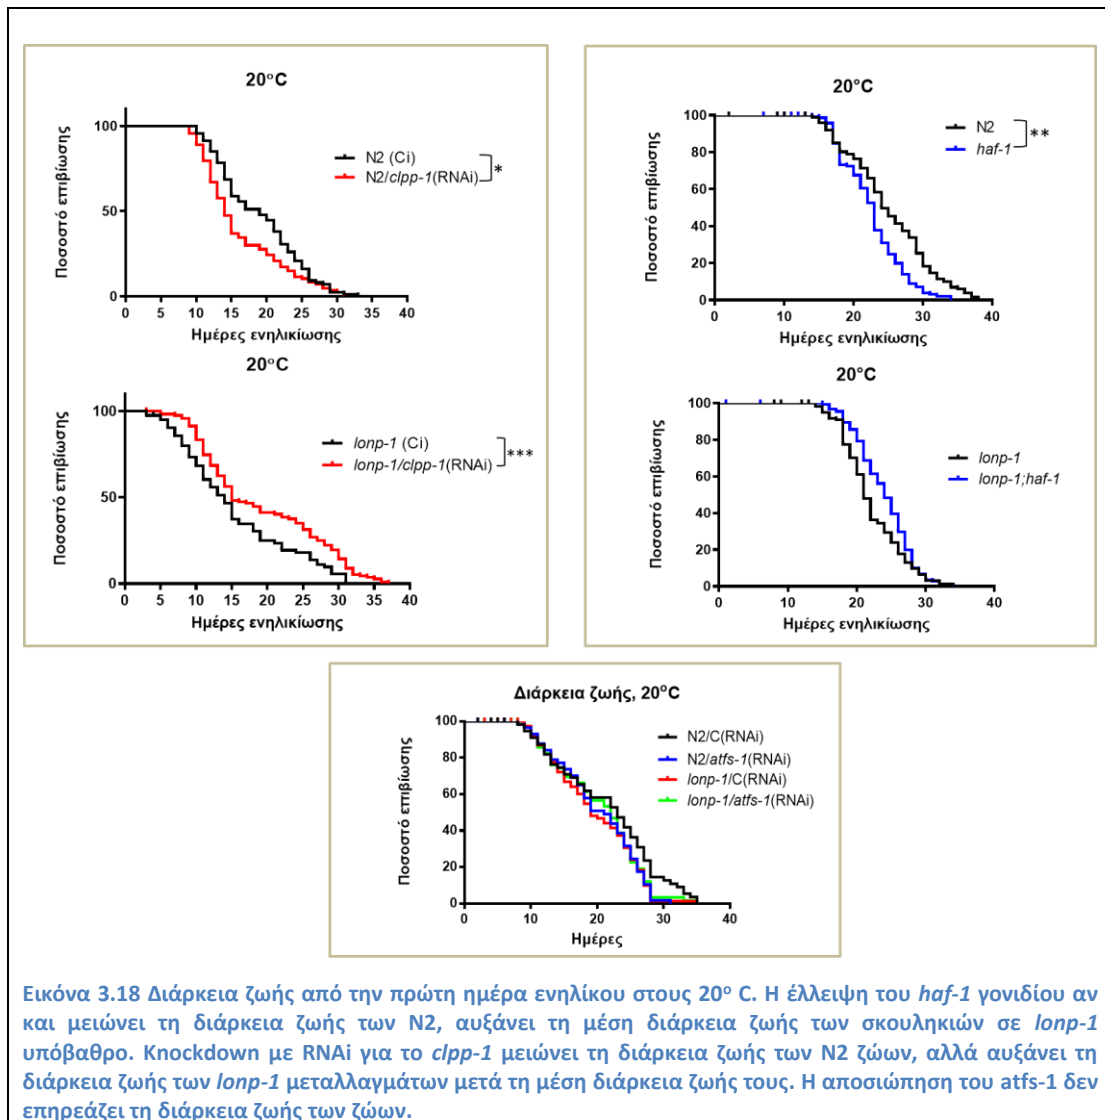 20°C
Ποσοστό επιβίωσης
100
50
0
N2 (Ci)
N2/clpp-1(RNAi)
*
0 5 10 15 20 25 30 35 40
Ημέρες ενηλικίωσης
20°C
Ποσοστό επιβίωσης
100
50
0
lonp-1 (Ci)
lonp-1/clpp-1(RNAi)
***
0 5 10 15 20 25 30 35 40
Ημέρες ενηλικίωσης
20°C
Ποσοστό επιβίωσης
100
80
60
40
20
0
N2
haf-1
**
0 10 20 30 40
Ημέρες ενηλικίωσης
20°C
Ποσοστό επιβίωσης
100
80
60
40
20
0
lonp-1
lonp-1;haf-1
0 10 20 30 40
Ημέρες ενηλικίωσης
Διάρκεια ζωής, 20°C
Ποσοστό επιβίωσης
100
80
60
40
20
0
N2/C(RNAi)
N2/atfs-1(RNAi)
lonp-1/C(RNAi)
lonp-1/atfs-1(RNAi)
0 10 20 30 40
Ημέρες
Εικόνα 3.18 Διάρκεια ζωής από την πρώτη ημέρα ενηλίκου στους 20° C. Η έλλειψη του haf-1 γονιδίου αν
και μειώνει τη διάρκεια ζωής των N2, αυξάνει τη μέση διάρκεια ζωής των σκουληκιών σε lonp-1
υπόβαθρο. Knockdown με RNAi για το clpp-1 μειώνει τη διάρκεια ζωής των N2 ζώων, αλλά αυξάνει τη
διάρκεια ζωής των lonp-1 μεταλλαγμάτων μετά τη μέση διάρκεια ζωής τους. Η αποσιώπηση του atfs-1 δεν
επηρεάζει τη διάρκεια ζωής των ζώων.